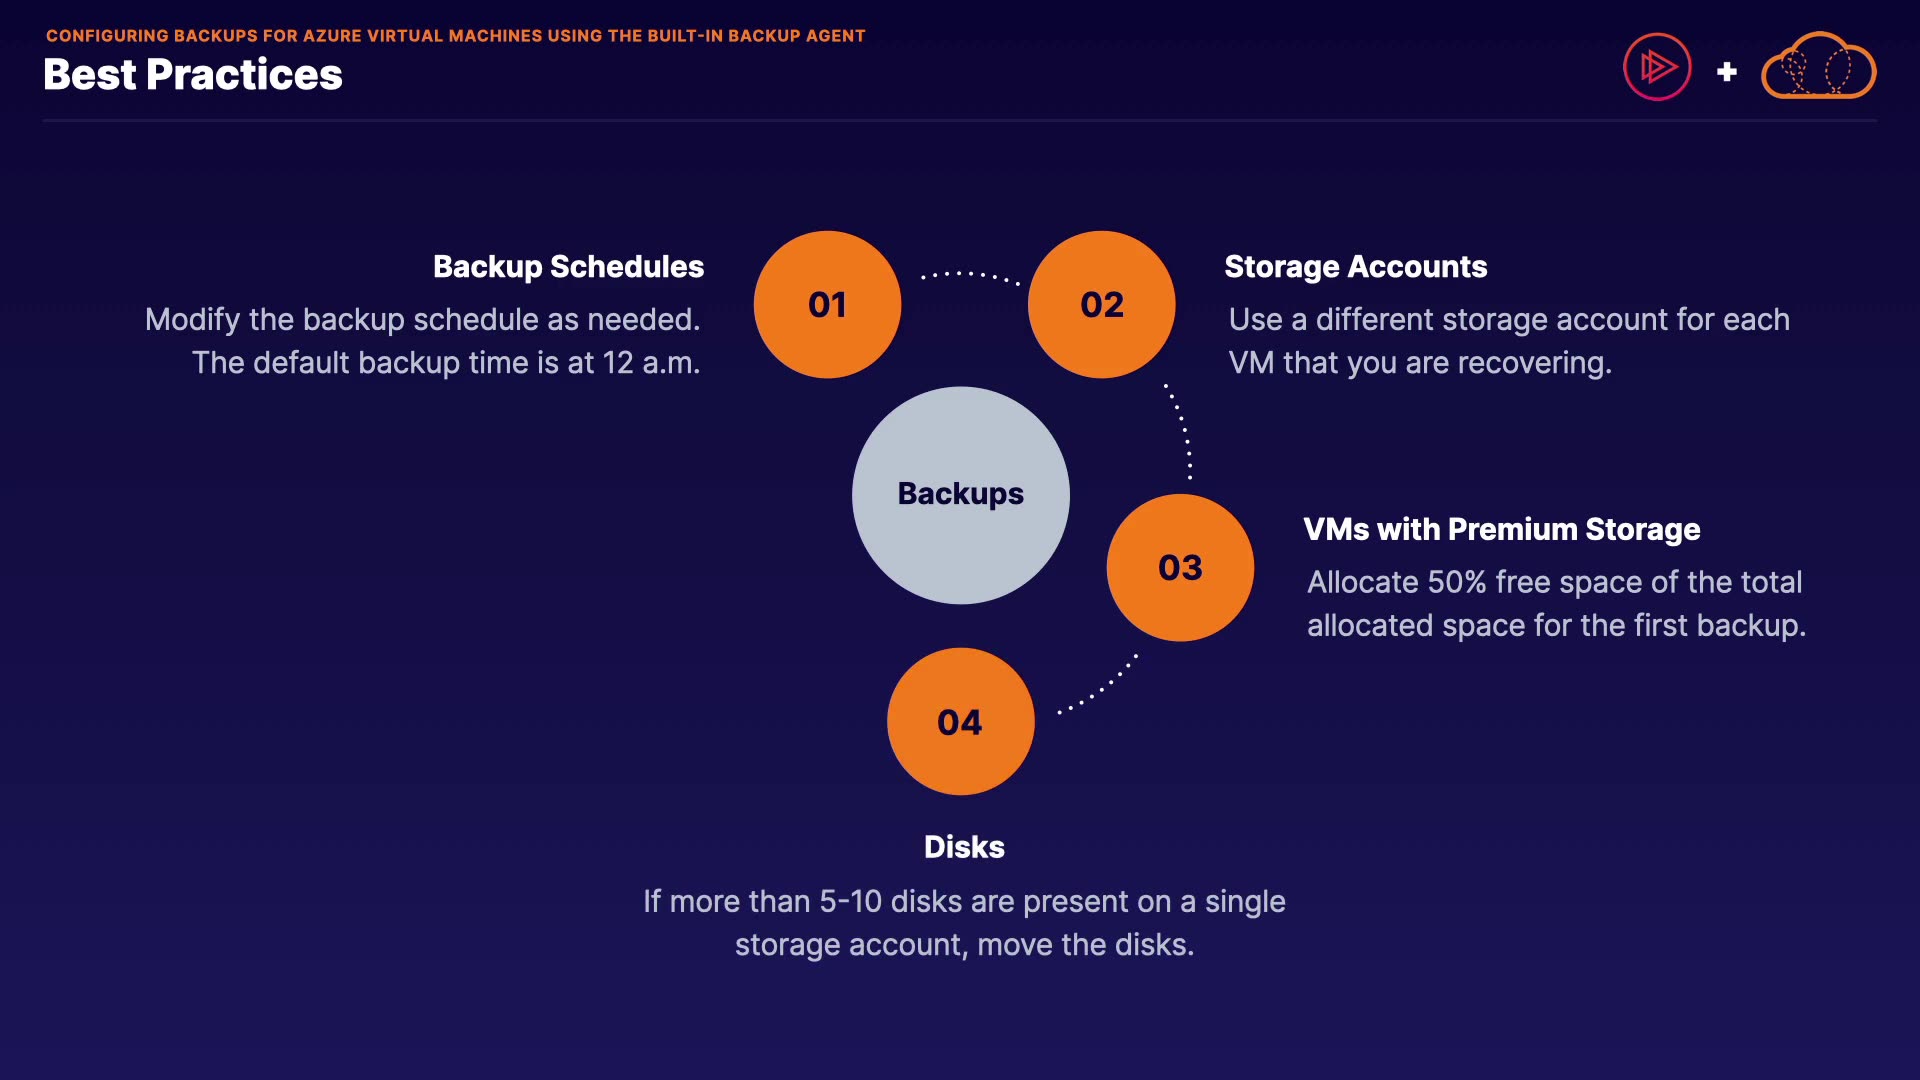 CONFIGURING BACKUPS FOR AZURE VIRTUAL MACHINES USING THE BUILT-IN BACKUP AGENT
Best Practices
+
01
Backup Schedules
Modify the backup schedule as needed.
The default backup time is at 12 a.m.
02
Storage Accounts
Use a different storage account for each
VM that you are recovering.
Backups
03
VMs with Premium Storage
Allocate 50% free space of the total
allocated space for the first backup.
04
Disks
If more than 5-10 disks are present on a single
storage account, move the disks.